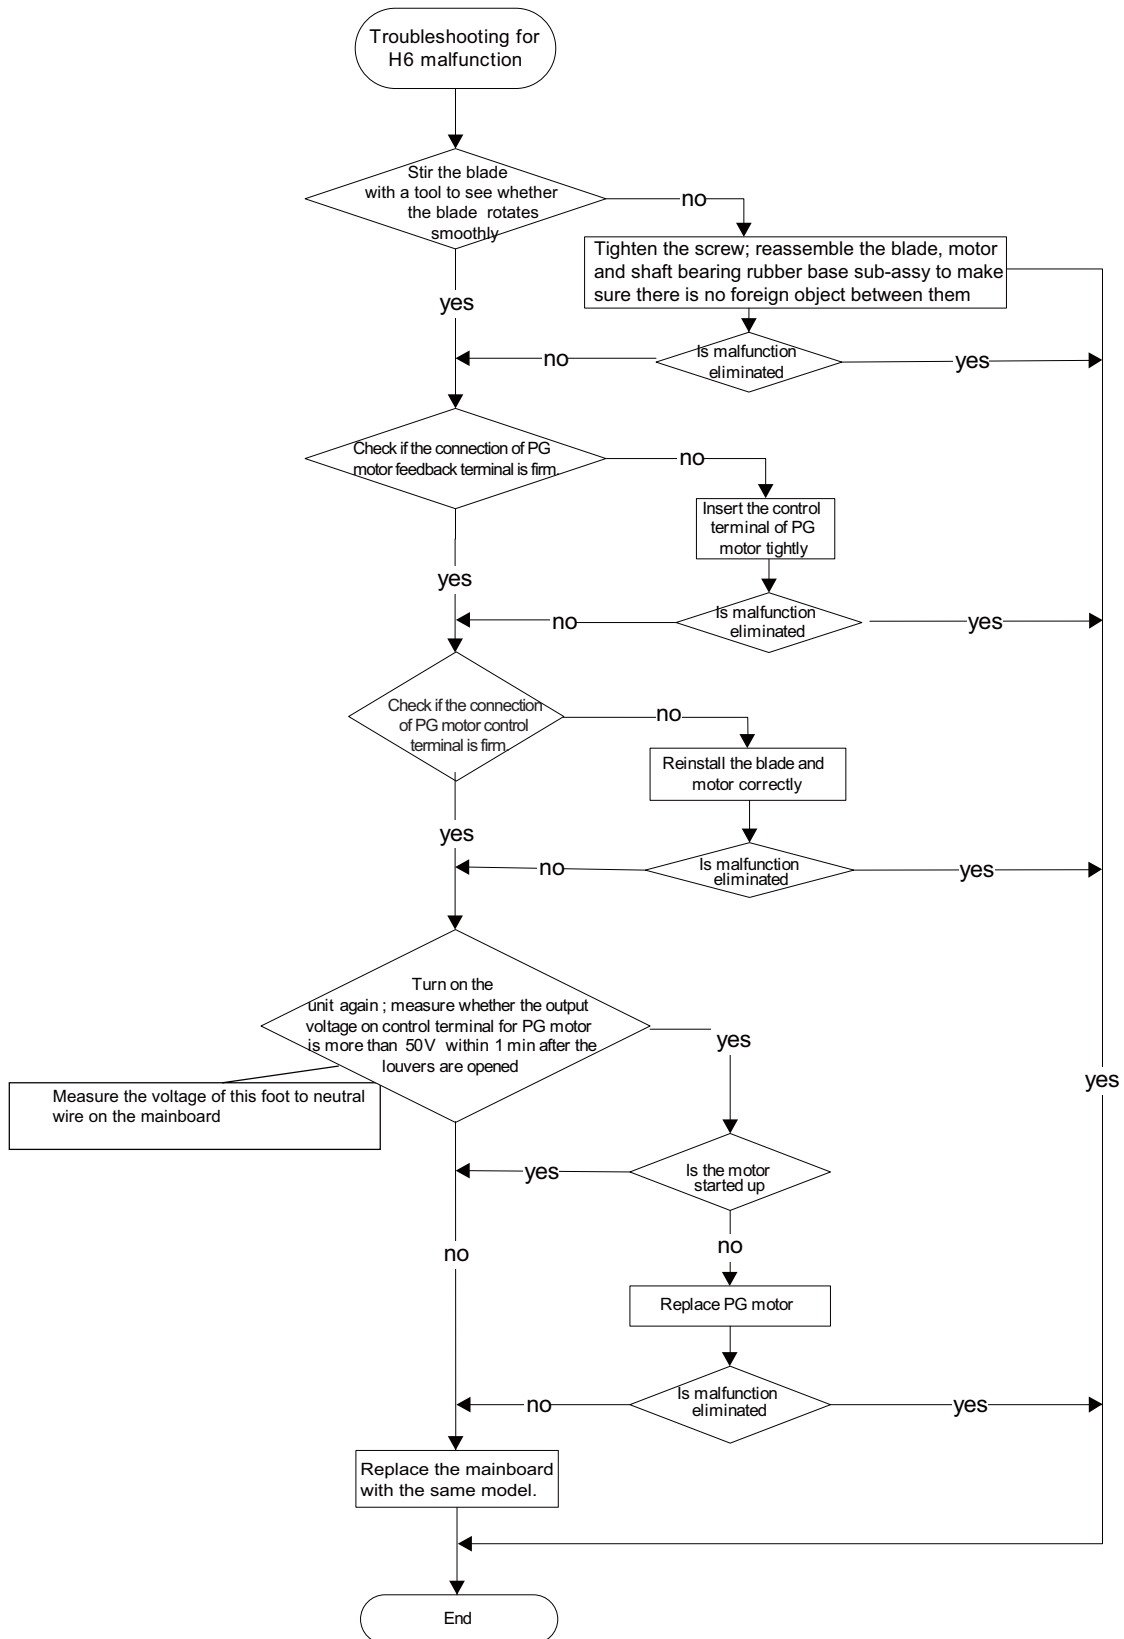 Troubleshooting for
H6 malfunction
Stir the blade
with a tool to see whether
the blade rotates
smoothly
no
Tighten the screw; reassemble the blade, motor
and shaft bearing rubber base sub-assy to make
sure there is no foreign object between them
yes
Is malfunction
eliminated
no
yes
Check if the connection of PG
motor feedback terminal is firm.
no
Insert the control
terminal of PG
motor tightly
yes
Is malfunction
eliminated
no
yes
Check if the connection
of PG motor control
terminal is firm.
no
Reinstall the blade and
motor correctly
yes
Is malfunction
eliminated
no
yes
Turn on the
unit again ; measure whether the output
voltage on control terminal for PG motor
is more than 50V within 1 min after the
louvers are opened
yes
Measure the voltage of this foot to neutral
wire on the mainboard
yes
Is the motor
started up
yes
no
no
Replace PG motor
Is malfunction
eliminated
no
yes
Replace the mainboard
with the same model.
End